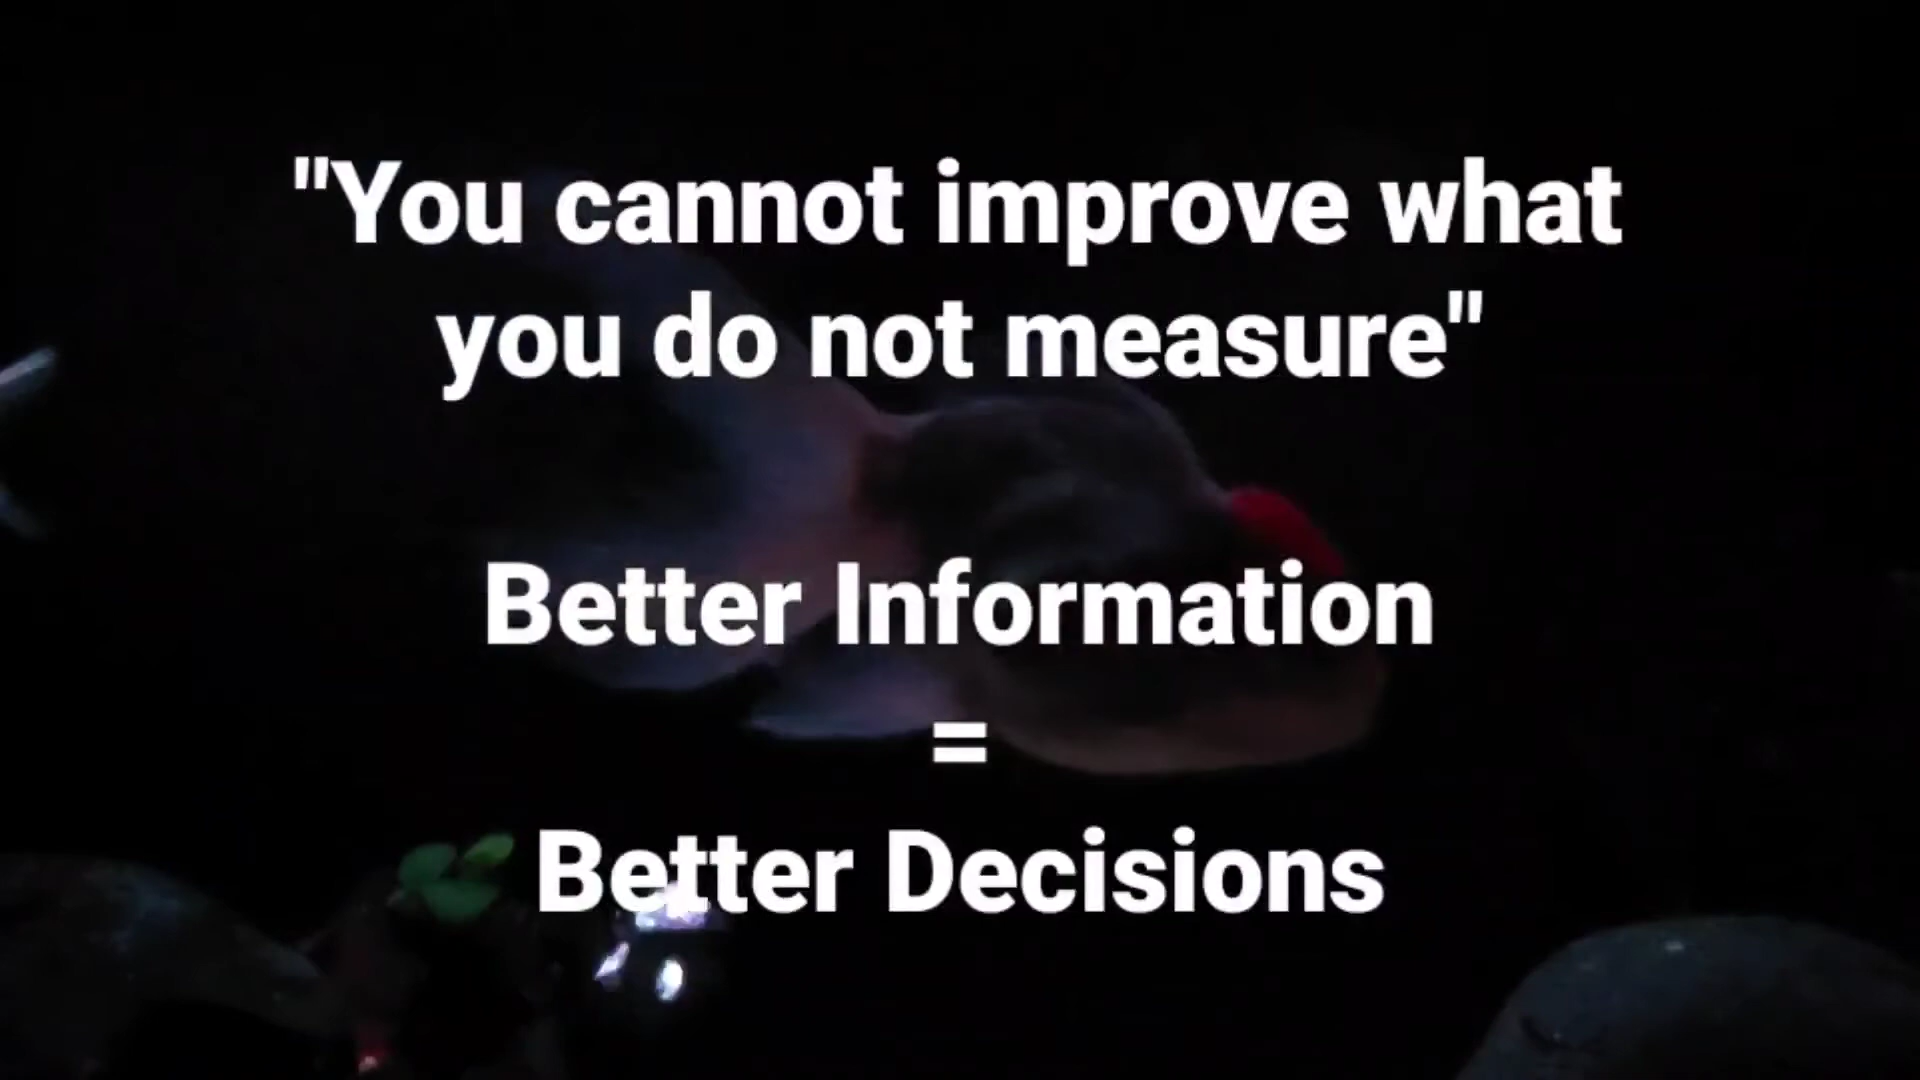 "You cannot improve what
you do not measure"
Better Information
=
Better Decisions